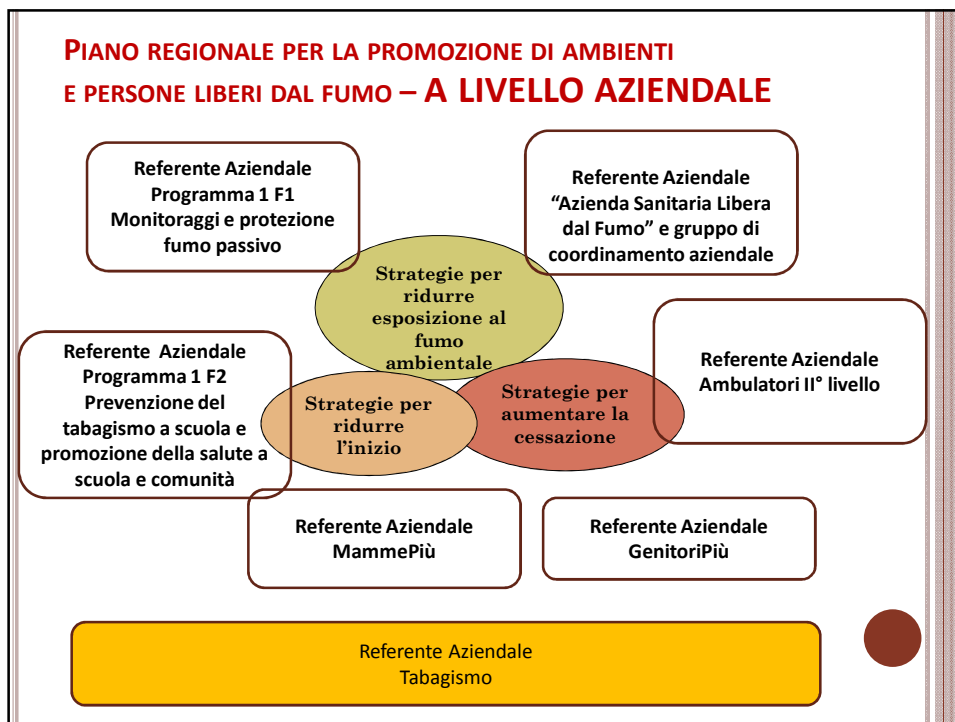 PIANO REGIONALE PER LA PROMOZIONE DI AMBIENTI
E PERSONE LIBERI DAL FUMO – A LIVELLO AZIENDALE
Referente Aziendale
Programma 1 F1
Monitoraggi e protezione
fumo passivo
Referente Aziendale
“Azienda Sanitaria Libera
dal Fumo” e gruppo di
coordinamento aziendale
Strategie per
ridurre
esposizione al
fumo
ambientale
Referente Aziendale
Programma 1 F2
Prevenzione del
tabagismo a scuola e
promozione della salute a
scuola e comunità
Strategie per
ridurre
l’inizio
Strategie per
aumentare la
cessazione
Referente Aziendale
Ambulatori II° livello
Referente Aziendale
MammePiù
Referente Aziendale
GenitoriPiù
Referente Aziendale
Tabagismo